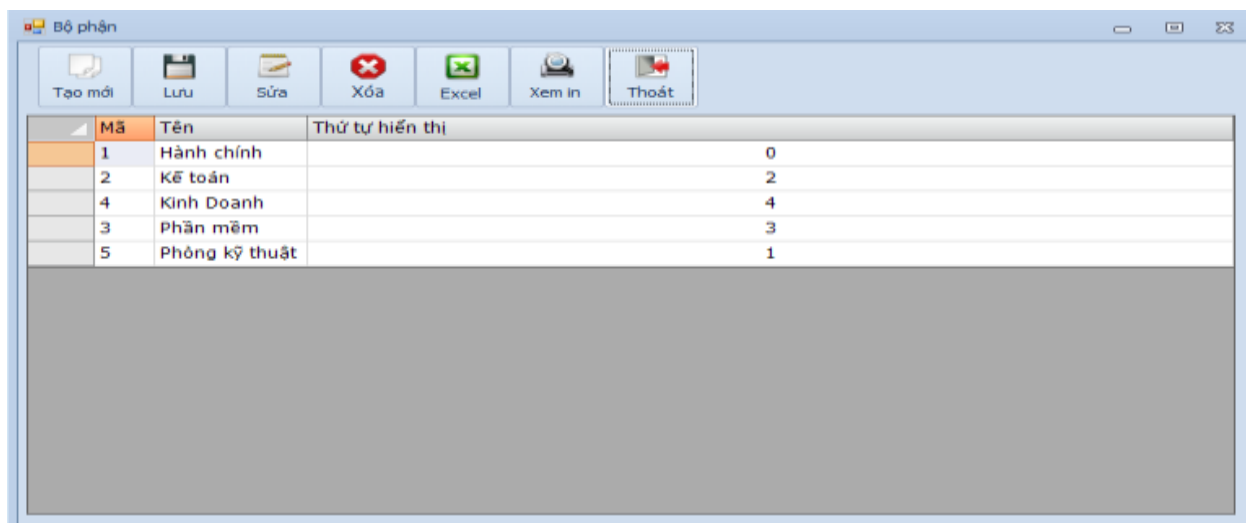 Bộ phận
Tạo mới Lưu Sửa Xóa Excel Xem in Thoát
Mã Tên Thứ tự hiển thị
1 Hành chính 0
2 Kế toán 2
4 Kinh Doanh 4
3 Phần mềm 3
5 Phòng kỹ thuật 1